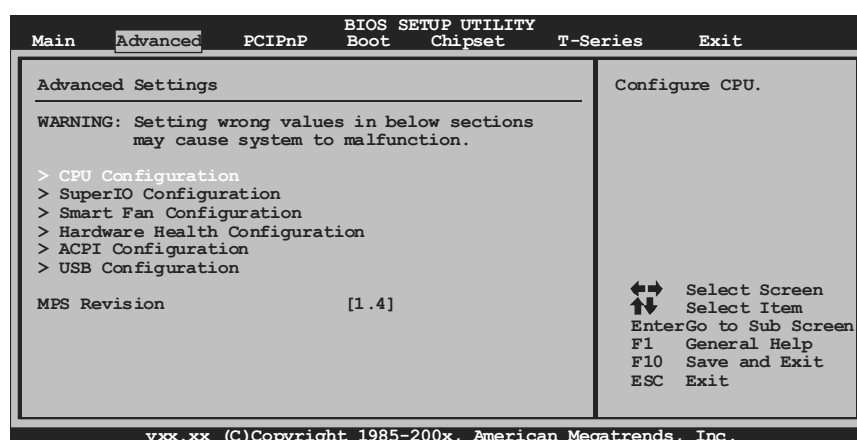 BIOS SETUP UTILITY
Main Advanced PCIPnP Boot Chipset T-Series Exit
Advanced Settings
WARNING: Setting wrong values in below sections
may cause system to malfunction.
> CPU Configuration
> SuperIO Configuration
> Smart Fan Configuration
> Hardware Health Configuration
> ACPI Configuration
> USB Configuration
MPS Revision [1.4]
Configure CPU.
Select Screen
Select Item
EnterGo to Sub Screen
F1 General Help
F10 Save and Exit
ESC Exit
vxx.xx (C)Copyright 1985-200x, American Megatrends, Inc.